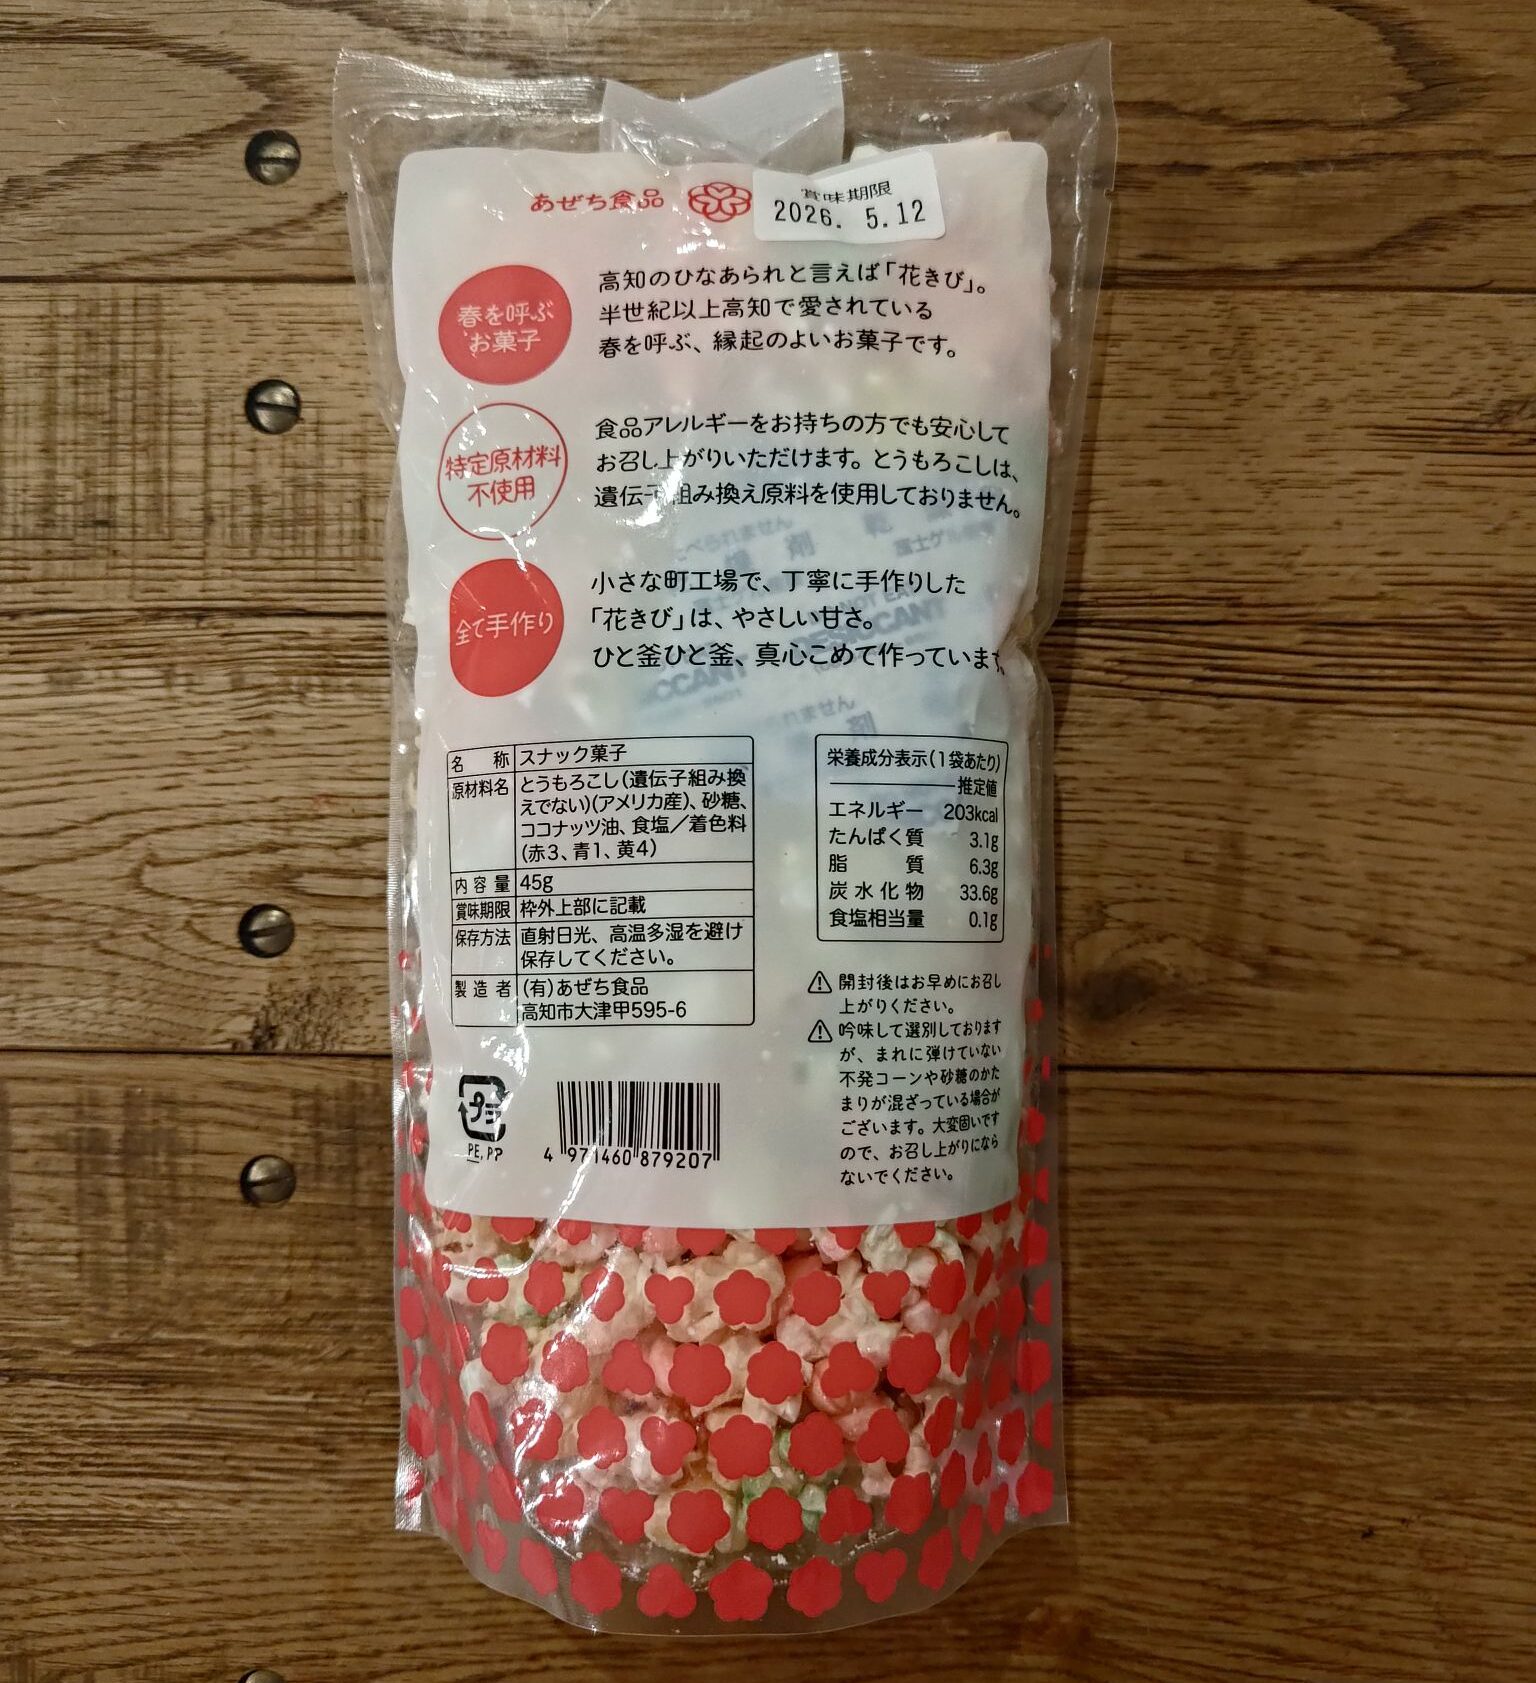 あぜち食品
賞味期限
2026. 5.12
春を呼ぶ
お菓子
高知のひなあられと言えば「花きび」。
半世紀以上高知で愛されている
春を呼ぶ、縁起のよいお菓子です。
特定原材料
不使用
食品アレルギーをお持ちの方でも安心して
お召し上がりいただけます。とうもろこしは、
遺伝子組み換え原料を使用しておりません。
全て手作り
小さな町工場で、丁寧に手作りした
「花きび」は、やさしい甘さ。
ひと釜ひと釜、真心こめて作っています。
名称 スナック菓子
原材料名 とうもろこし(遺伝子組み換
えでない)(アメリカ産)、砂糖、
ココナッツ油、食塩/着色料
(赤3、青1、黄4)
内容量 45g
賞味期限 枠外上部に記載
保存方法 直射日光、高温多湿を避け
保存してください。
製造者 (有)あぜち食品
高知市大津甲595-6
栄養成分表示(1袋あたり)
推定値
エネルギー 203kcal
たんぱく質 3.1g
脂質 6.3g
炭水化物 33.6g
食塩相当量 0.1g
開封後はお早めにお召し
上がりください。
吟味して選別しております
が、まれに弾けていない
不発コーンや砂糖のかた
まりが混ざっている場合が
ございます。大変固いです
ので、お召し上がりになら
ないでください。
プラ
PE, PP
4 971460 879207